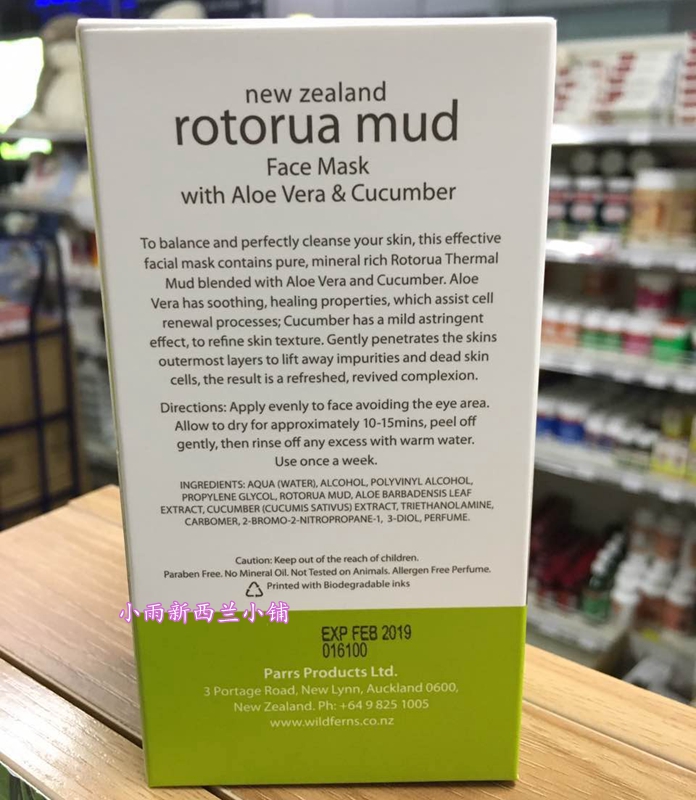 new zealand
rotorua mud
Face Mask
with Aloe Vera & Cucumber
To balance and perfectly cleanse your skin, this effective
facial mask contains pure, mineral rich Rotorua Thermal
Mud blended with Aloe Vera and Cucumber. Aloe
Vera has soothing, healing properties, which assist cell
renewal processes; Cucumber has a mild astringent
effect, to refine skin texture. Gently penetrates the skins
outermost layers to lift away impurities and dead skin
cells, the result is a refreshed, revived complexion.
Directions: Apply evenly to face avoiding the eye area.
Allow to dry for approximately 10-15mins, peel off
gently, then rinse off any excess with warm water.
Use once a week.
INGREDIENTS: AQUA (WATER), ALCOHOL, POLYVINYL ALCOHOL,
PROPYLENE GLYCOL, ROTORUA MUD, ALOE BARBADENSIS LEAF
EXTRACT, CUCUMBER (CUCUMIS SATIVUS) EXTRACT, TRIETHANOLAMINE,
CARBOMER, 2-BROMO-2-NITROPROPANE-1, 3-DIOL, PERFUME.
Caution: Keep out of the reach of children.
Paraben Free. No Mineral Oil. Not Tested on Animals. Allergen Free Perfume.
Printed with Biodegradable inks
小雨新西兰小铺
EXP FEB 2019
016100
Parrs Products Ltd.
3 Portage Road, New Lynn, Auckland 0600,
New Zealand. Ph: +64 9 825 1005
www.wildferns.co.nz